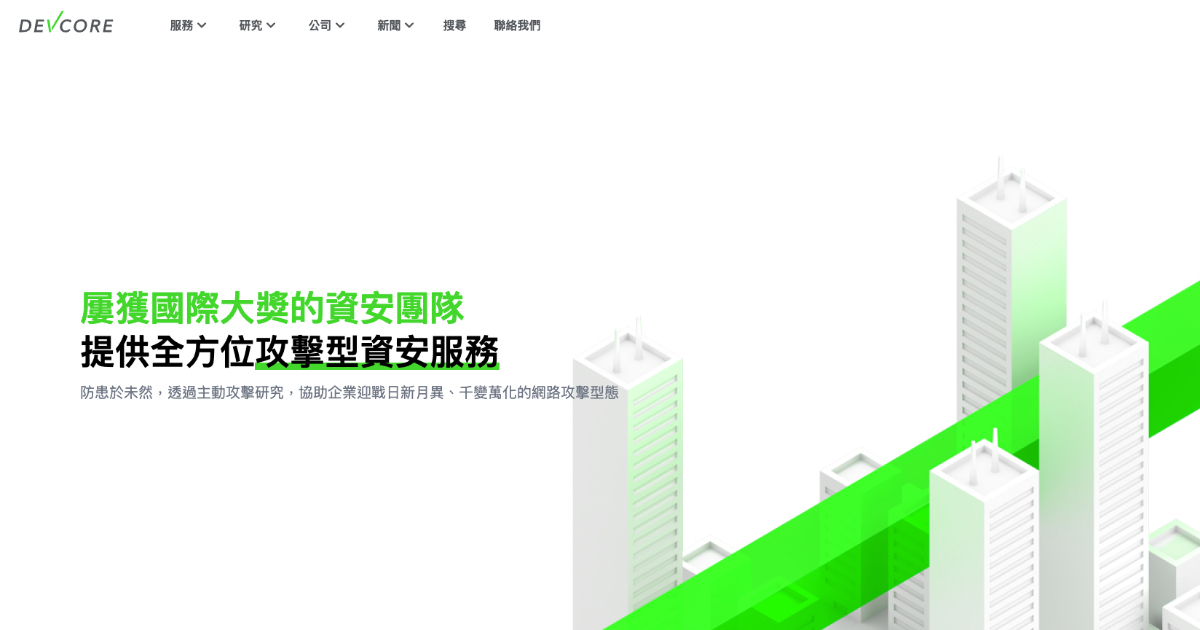 DEVCORE
服務 研究 公司 新聞 搜尋 聯絡我們
屢獲國際大獎的資安團隊
提供全方位攻擊型資安服務
防患於未然，透過主動攻擊研究，協助企業迎戰日新月異、千變萬化的網路攻擊型態